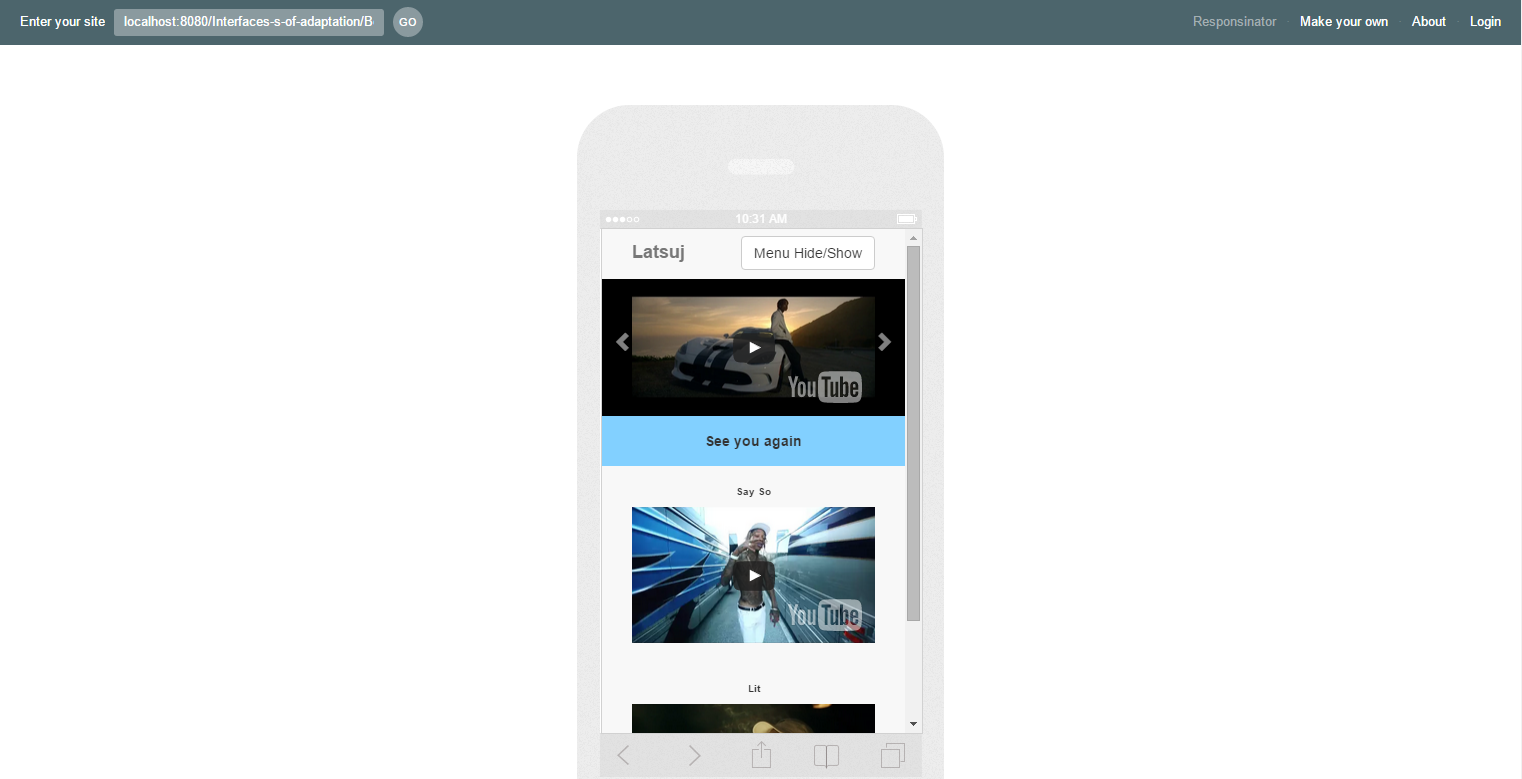 Enter your site localhost:8080/Interfaces-s-of-adaptation/B GO Responsinator · Make your own · About · Login
10:31 AM
Latsuj Menu Hide/Show
YouTube
See you again
Say So
YouTube
Lit